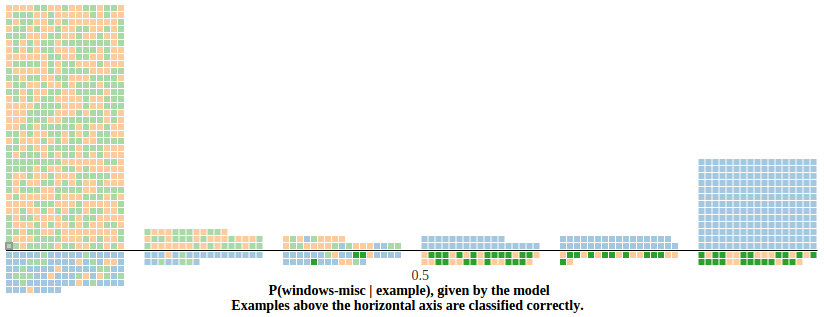 0.5
P(windows-misc | example), given by the model
Examples above the horizontal axis are classified correctly.